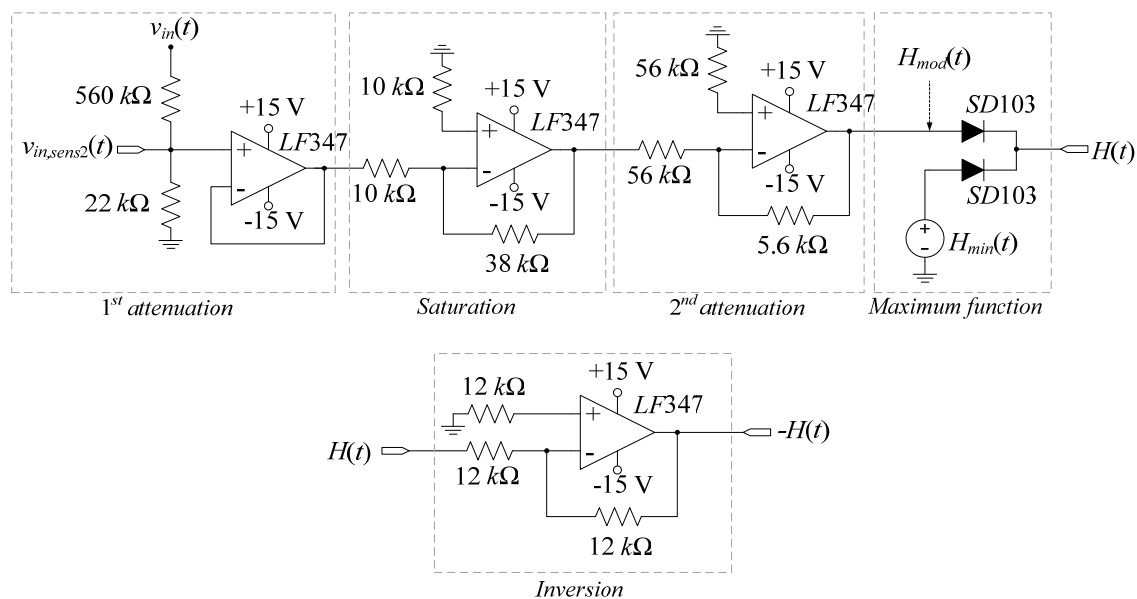 v_in(t)
560 kΩ
+15 V
LF347
v_in,sens2(t)
+
-
22 kΩ
-15 V
1st attenuation
10 kΩ
+15 V
LF347
+
-
10 kΩ
-15 V
38 kΩ
Saturation
56 kΩ
+15 V
LF347
+
-
56 kΩ
-15 V
5.6 kΩ
2nd attenuation
H_mod(t)
SD103
H(t)
SD103
+
-
H_min(t)
Maximum function
12 kΩ
+15 V
LF347
+
-
H(t)
12 kΩ
-15 V
-H(t)
12 kΩ
Inversion